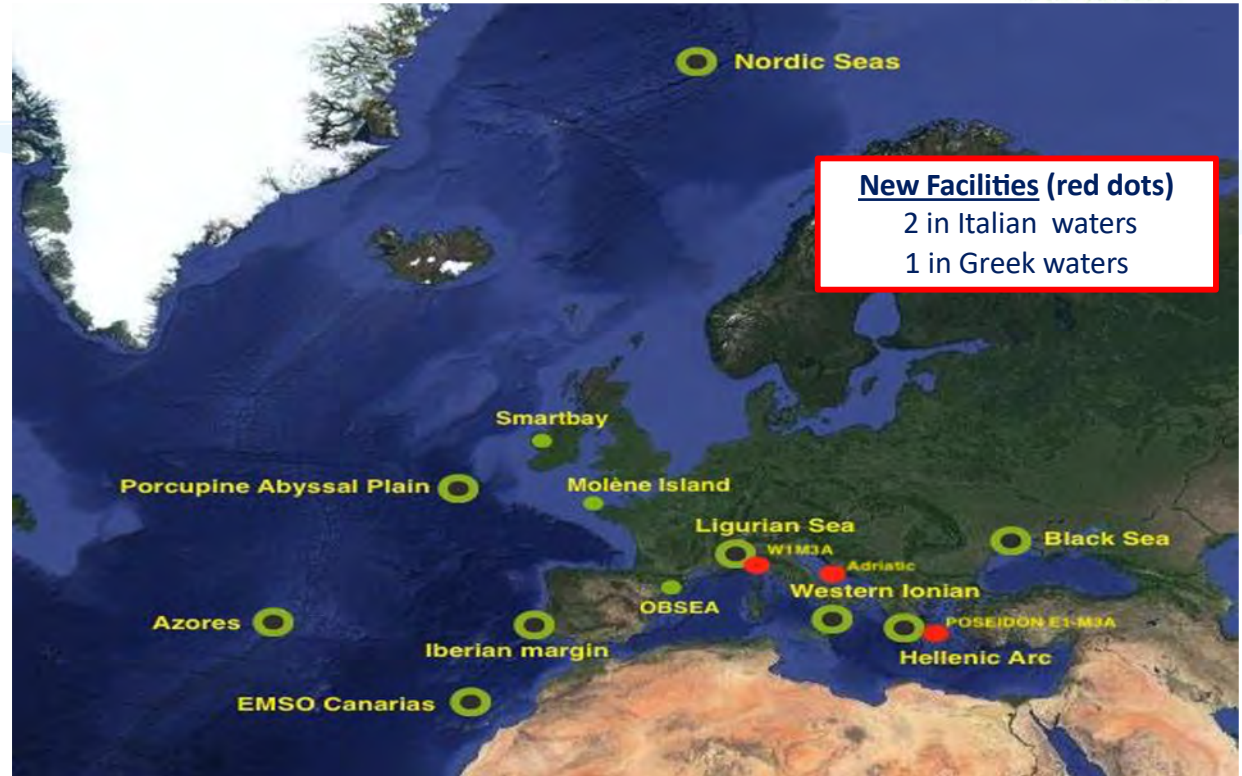 Nordic Seas
New Facilities (red dots)
2 in Italian waters
1 in Greek waters
Smartbay
Porcupine Abyssal Plain
Molène Island
Ligurian Sea
W1M3A
Black Sea
Adriatic
Western Ionian
OBSEA
Azores
POSEIDON E1-M3A
Iberian margin
Hellenic Arc
EMSO Canarias